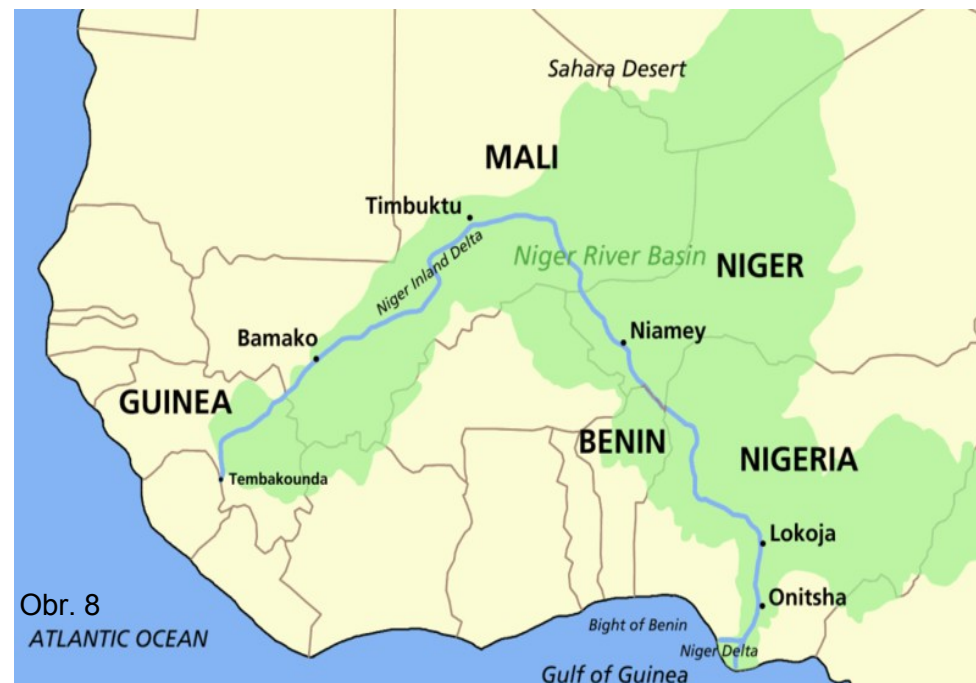 Sahara Desert
MALI
Timbuktu
Niger Inland Delta
Niger River Basin
NIGER
Bamako
Niamey
GUINEA
BENIN
NIGERIA
Tembakounda
Lokoja
Onitsha
Obr. 8
ATLANTIC OCEAN
Bight of Benin
Niger Delta
Gulf of Guinea